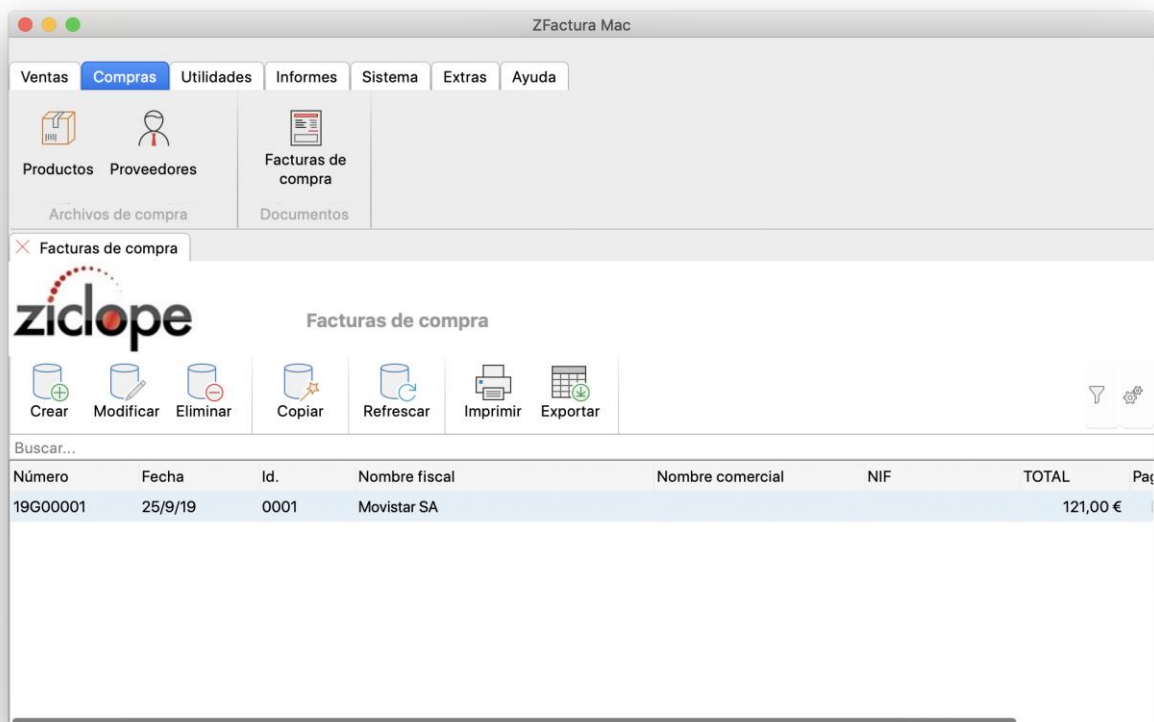 ZFactura Mac
Ventas Compras Utilidades Informes Sistema Extras Ayuda
Productos Proveedores Facturas de compra
Archivos de compra Documentos
Facturas de compra
ziclope
Facturas de compra
Crear Modificar Eliminar Copiar Refrescar Imprimir Exportar
Buscar...
Número Fecha Id. Nombre fiscal Nombre comercial NIF TOTAL Pag
19G00001 25/9/19 0001 Movistar SA 121,00 €